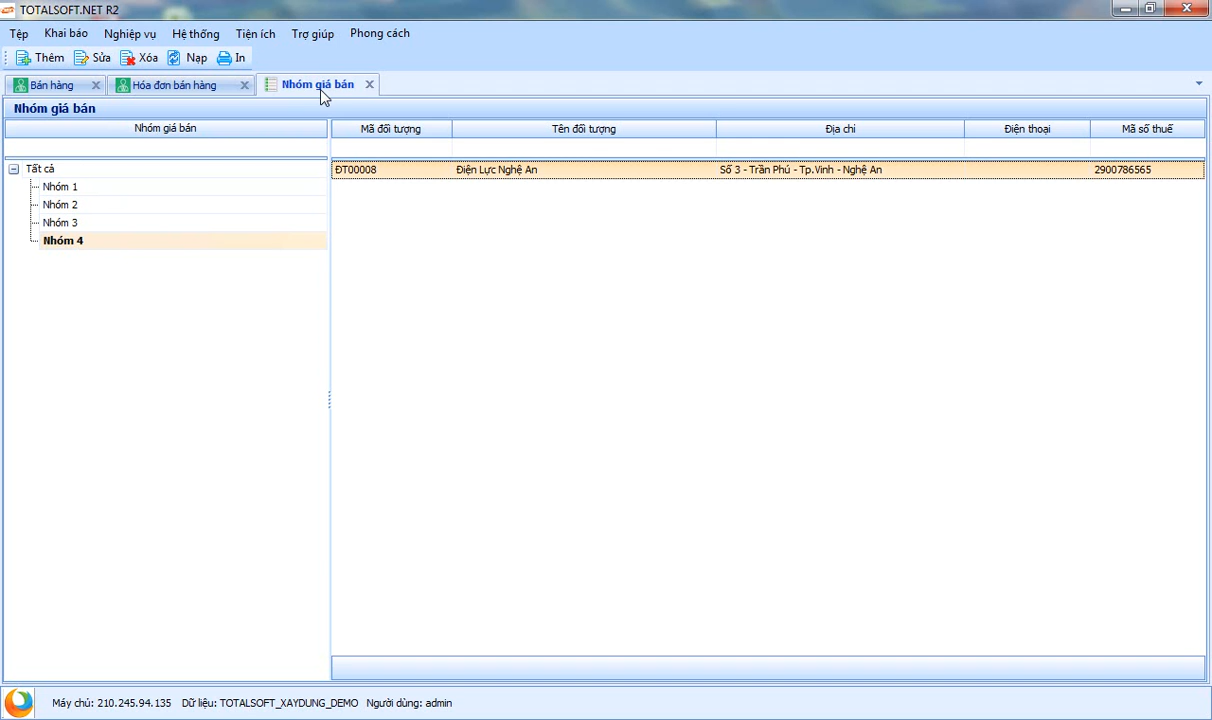 TOTALSOFT.NET R2
Tệp Khai báo Nghiệp vụ Hệ thống Tiện ích Trợ giúp Phong cách
Thêm Sửa Xóa Nạp In
Bán hàng Hóa đơn bán hàng Nhóm giá bán
Nhóm giá bán
Nhóm giá bán Mã đối tượng Tên đối tượng Địa chỉ Điện thoại Mã số thuế
Tất cả ĐT00008 Điện Lực Nghệ An Số 3 - Trần Phú - Tp.Vinh - Nghệ An 2900786565
Nhóm 1
Nhóm 2
Nhóm 3
Nhóm 4
Máy chủ: 210.245.94.135 Dữ liệu: TOTALSOFT_XAYDUNG_DEMO Người dùng: admin